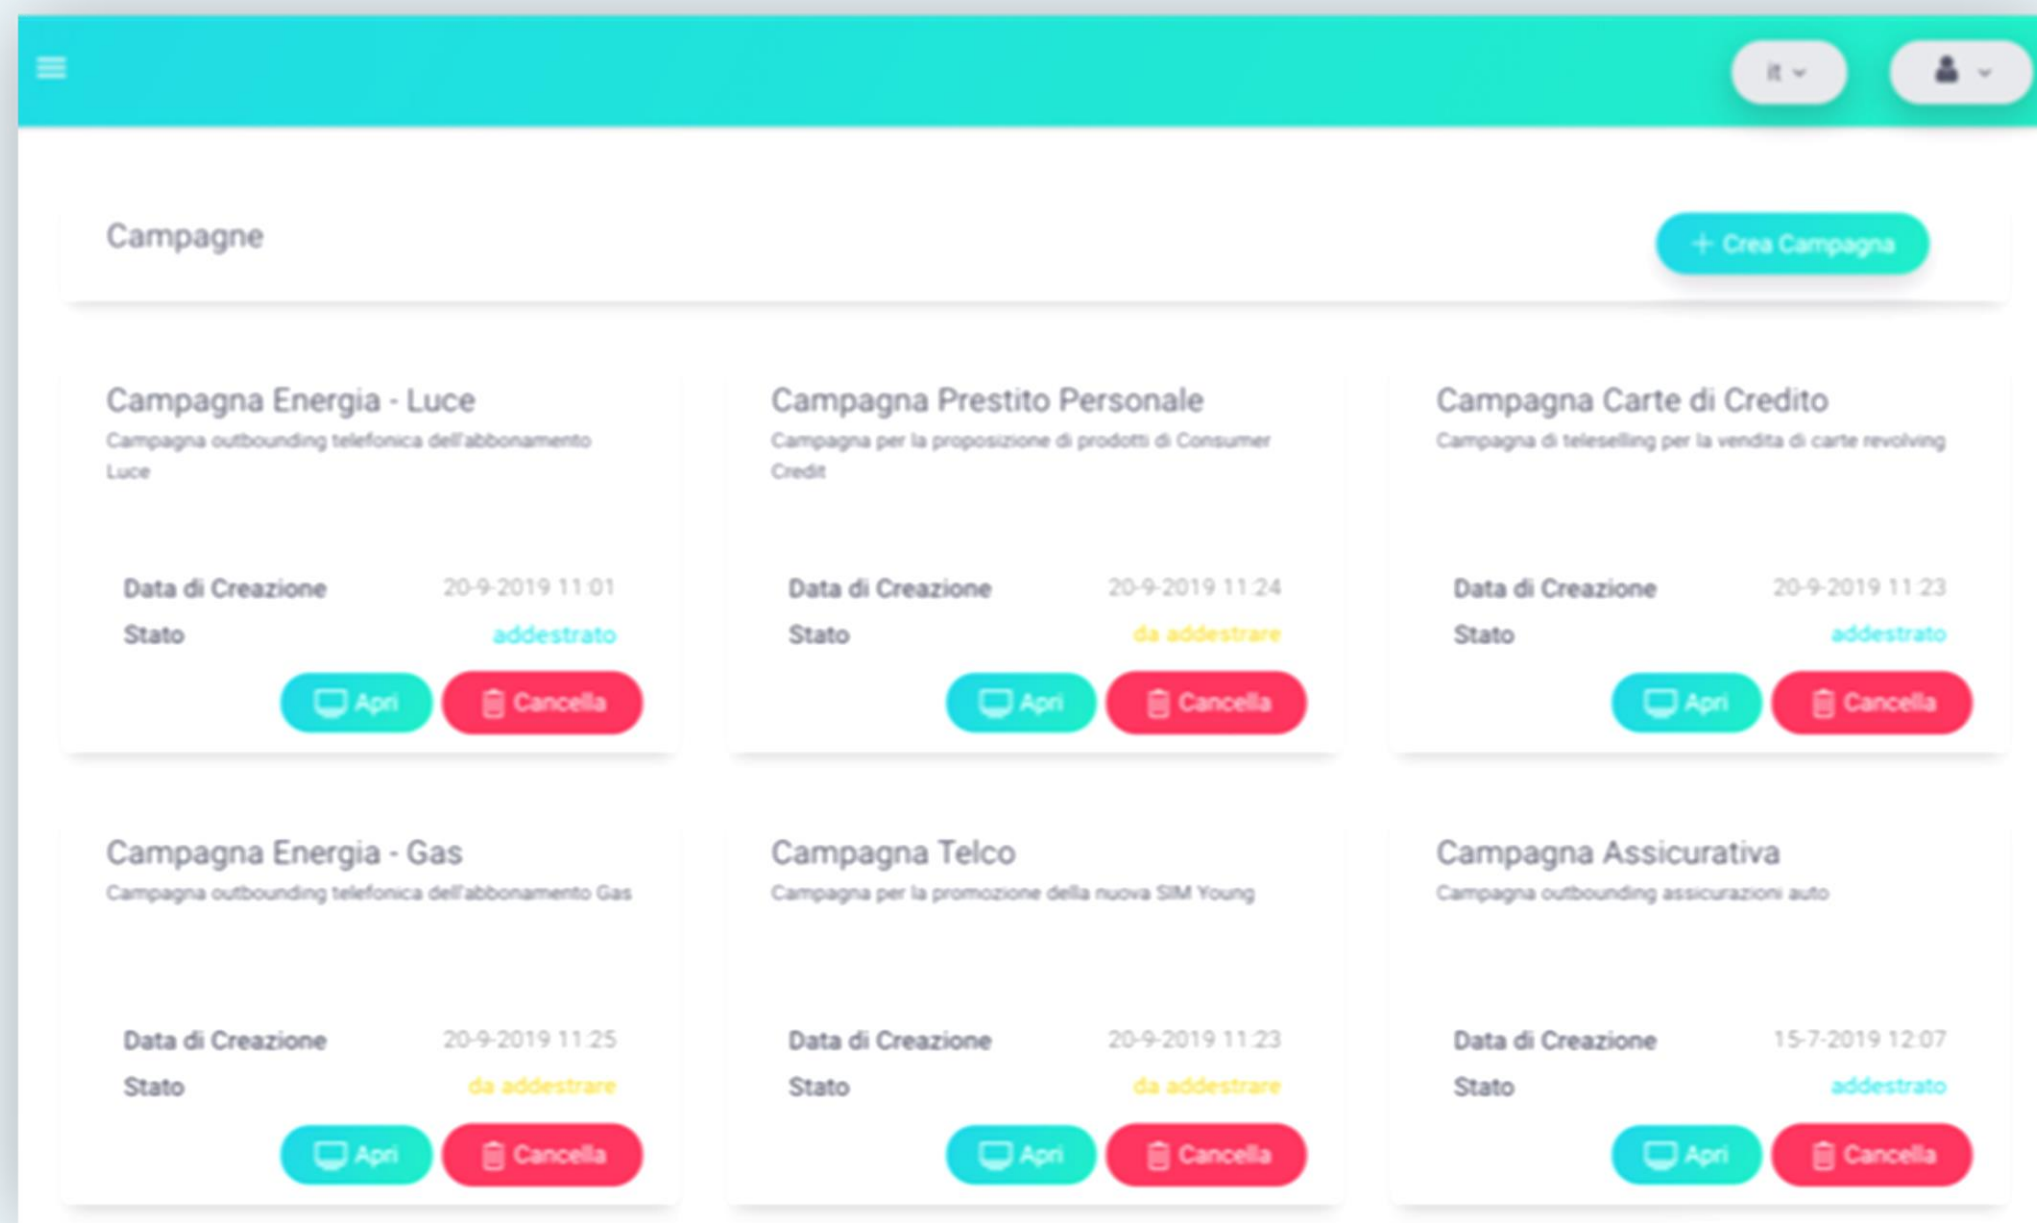 it
Campagne
+ Crea Campagna
Campagna Energia - Luce
Campagna outbounding telefonica dell'abbonamento
Luce
Data di Creazione 20-9-2019 11:01
Stato addestrato
Apri Cancella
Campagna Prestito Personale
Campagna per la proposizione di prodotti di Consumer
Credit
Data di Creazione 20-9-2019 11:24
Stato da addestrare
Apri Cancella
Campagna Carte di Credito
Campagna di teleselling per la vendita di carte revolving
Data di Creazione 20-9-2019 11:23
Stato addestrato
Apri Cancella
Campagna Energia - Gas
Campagna outbounding telefonica dell'abbonamento Gas
Data di Creazione 20-9-2019 11:25
Stato da addestrare
Apri Cancella
Campagna Telco
Campagna per la promozione della nuova SIM Young
Data di Creazione 20-9-2019 11:23
Stato da addestrare
Apri Cancella
Campagna Assicurativa
Campagna outbounding assicurazioni auto
Data di Creazione 15-7-2019 12:07
Stato addestrato
Apri Cancella